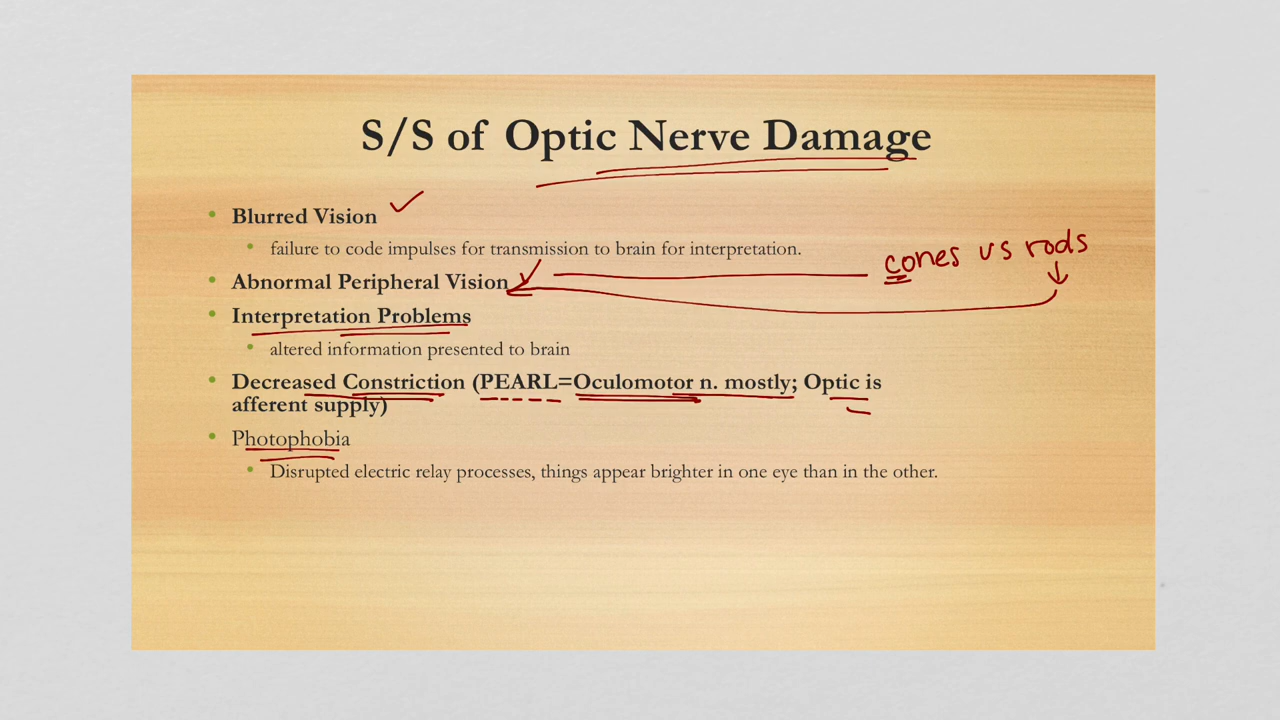 S/S of Optic Nerve Damage
• Blurred Vision
• failure to code impulses for transmission to brain for interpretation.
cones vs rods
• Abnormal Peripheral Vision
• Interpretation Problems
• altered information presented to brain
• Decreased Constriction (PEARL=Oculomotor n. mostly; Optic is
afferent supply)
• Photophobia
• Disrupted electric relay processes, things appear brighter in one eye than in the other.